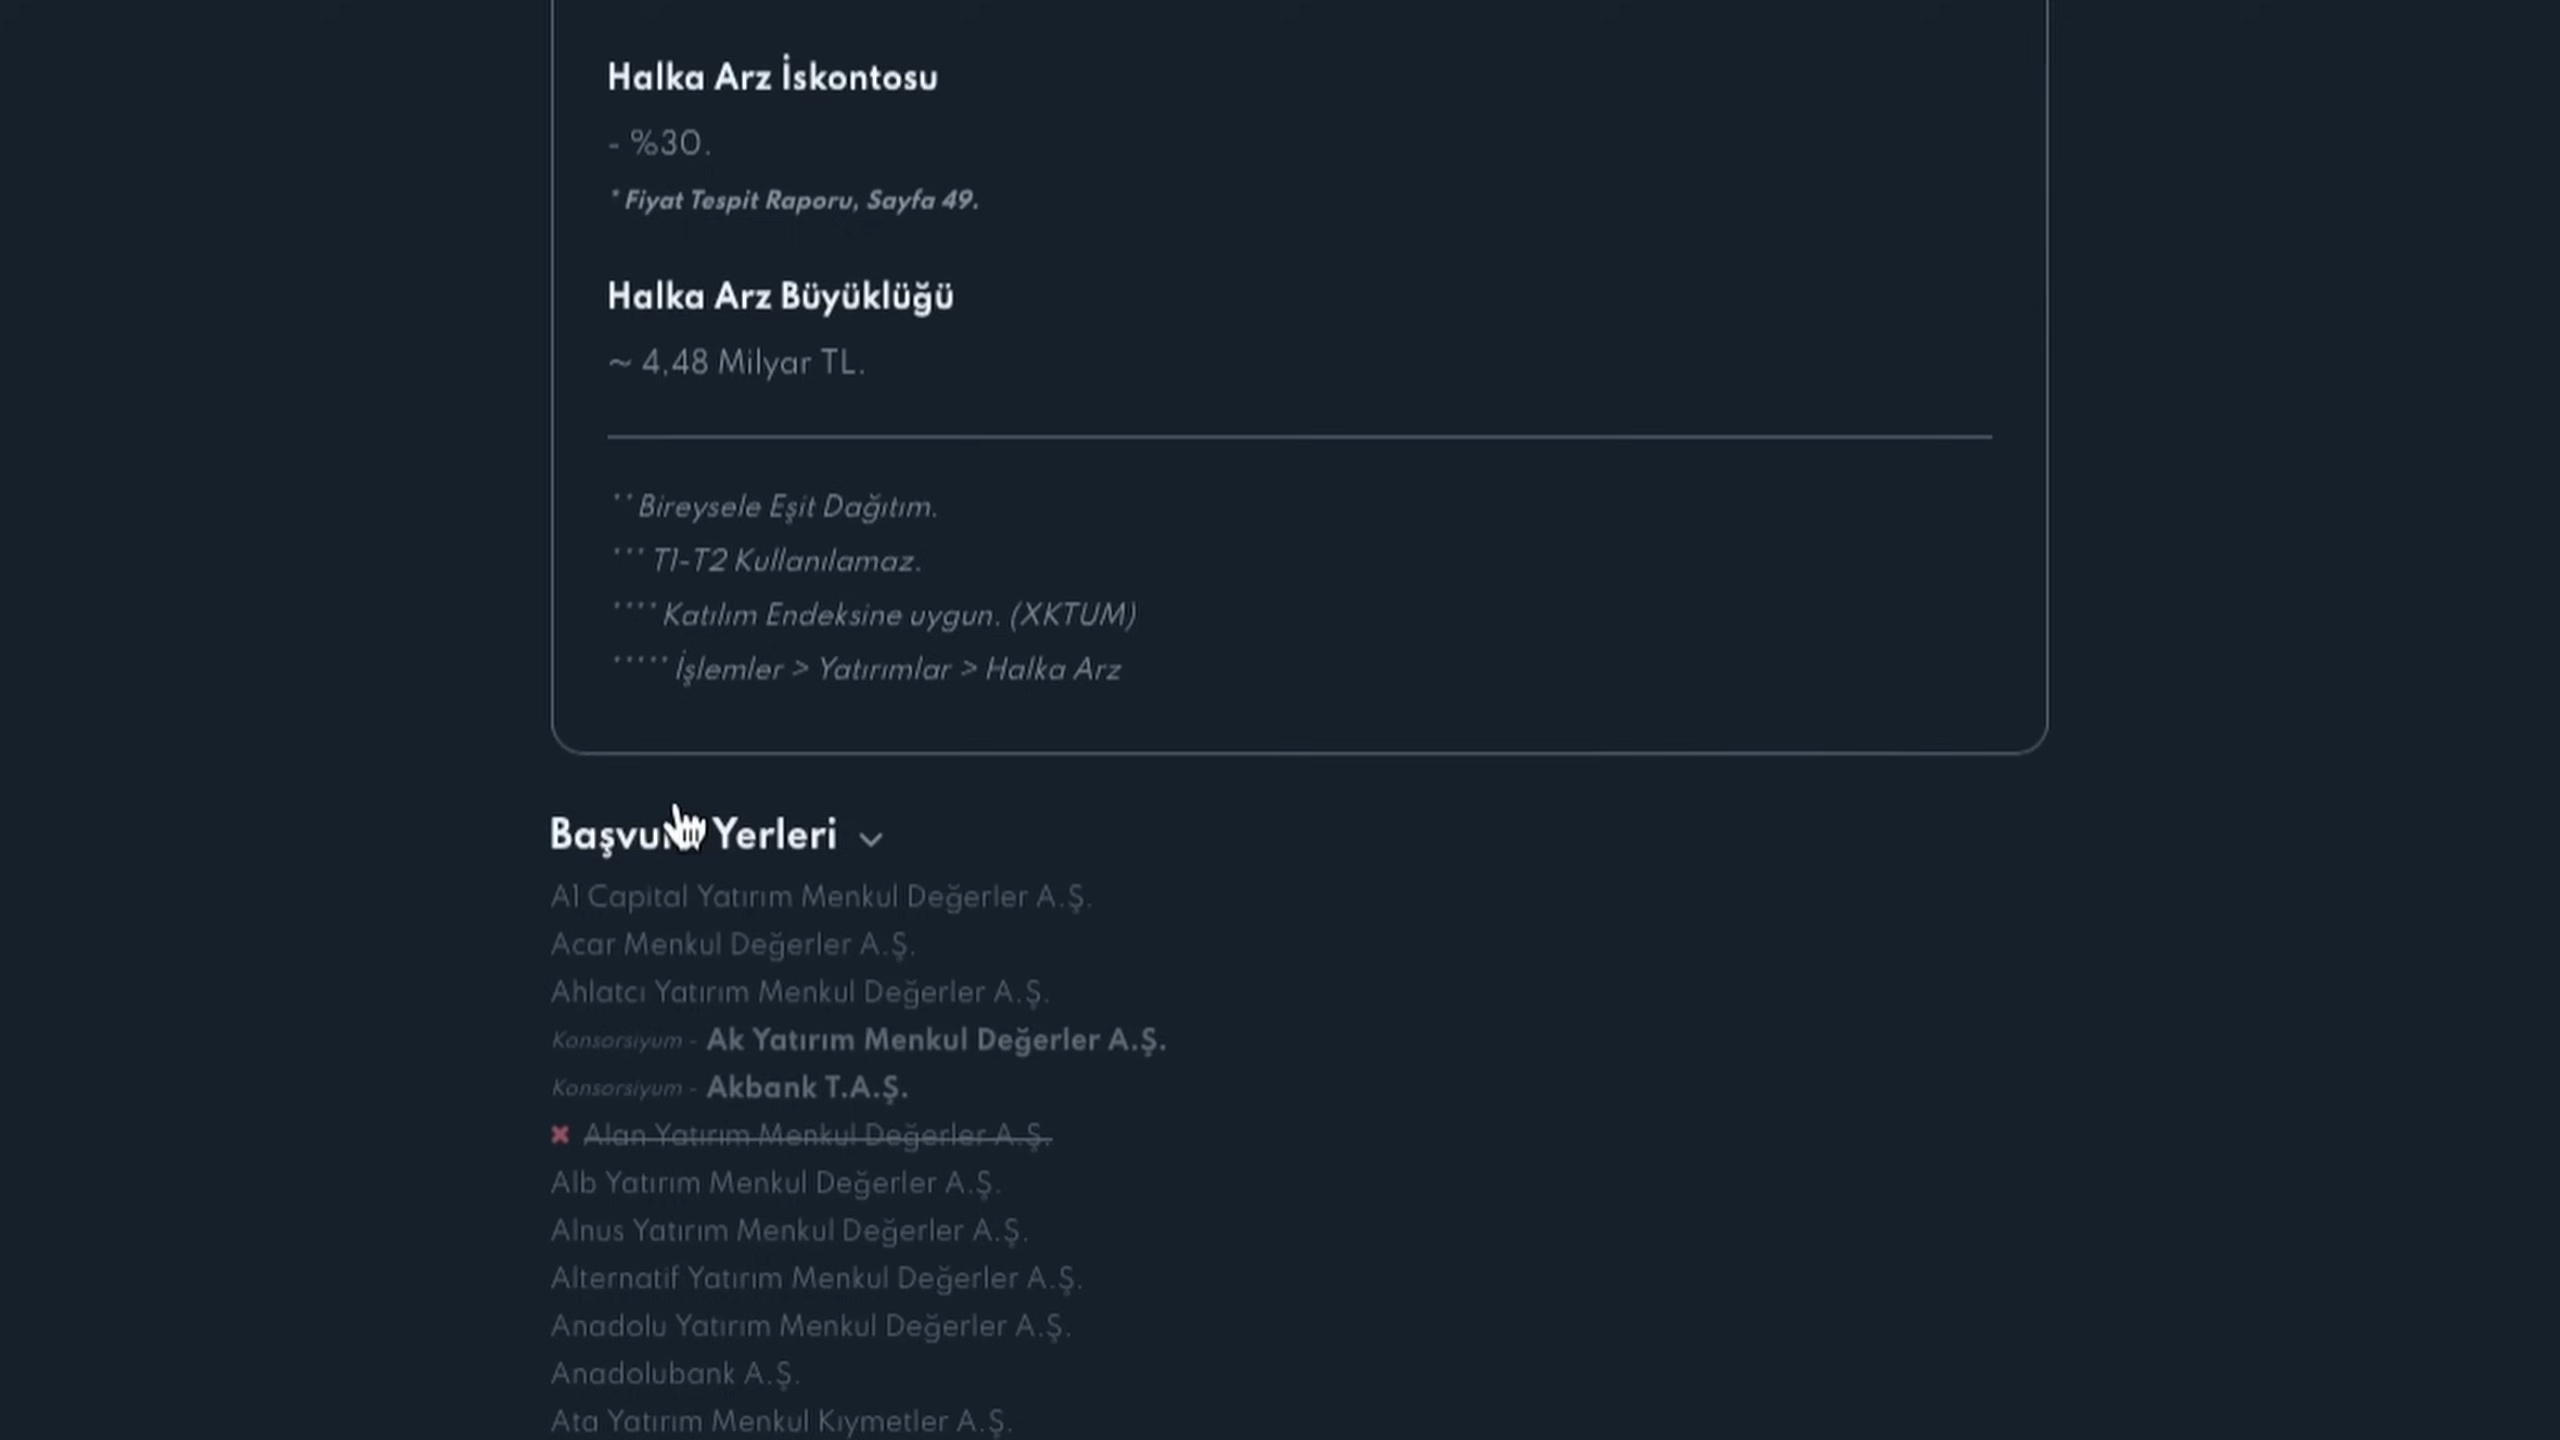 Halka Arz İskontosu
- %30.
* Fiyat Tespit Raporu, Sayfa 49.
Halka Arz Büyüklüğü
~ 4,48 Milyar TL.
** Bireysele Eşit Dağıtım.
*** T1-T2 Kullanılamaz.
**** Katılım Endeksine uygun. (XKTUM)
***** İşlemler > Yatırımlar > Halka Arz
Başvuru Yerleri
A1 Capital Yatırım Menkul Değerler A.Ş.
Acar Menkul Değerler A.Ş.
Ahlatcı Yatırım Menkul Değerler A.Ş.
Konsorsiyum - Ak Yatırım Menkul Değerler A.Ş.
Konsorsiyum - Akbank T.A.Ş.
Alan Yatırım Menkul Değerler A.Ş.
Alb Yatırım Menkul Değerler A.Ş.
Alnus Yatırım Menkul Değerler A.Ş.
Alternatif Yatırım Menkul Değerler A.Ş.
Anadolu Yatırım Menkul Değerler A.Ş.
Anadolubank A.Ş.
Ata Yatırım Menkul Kıymetler A.Ş.